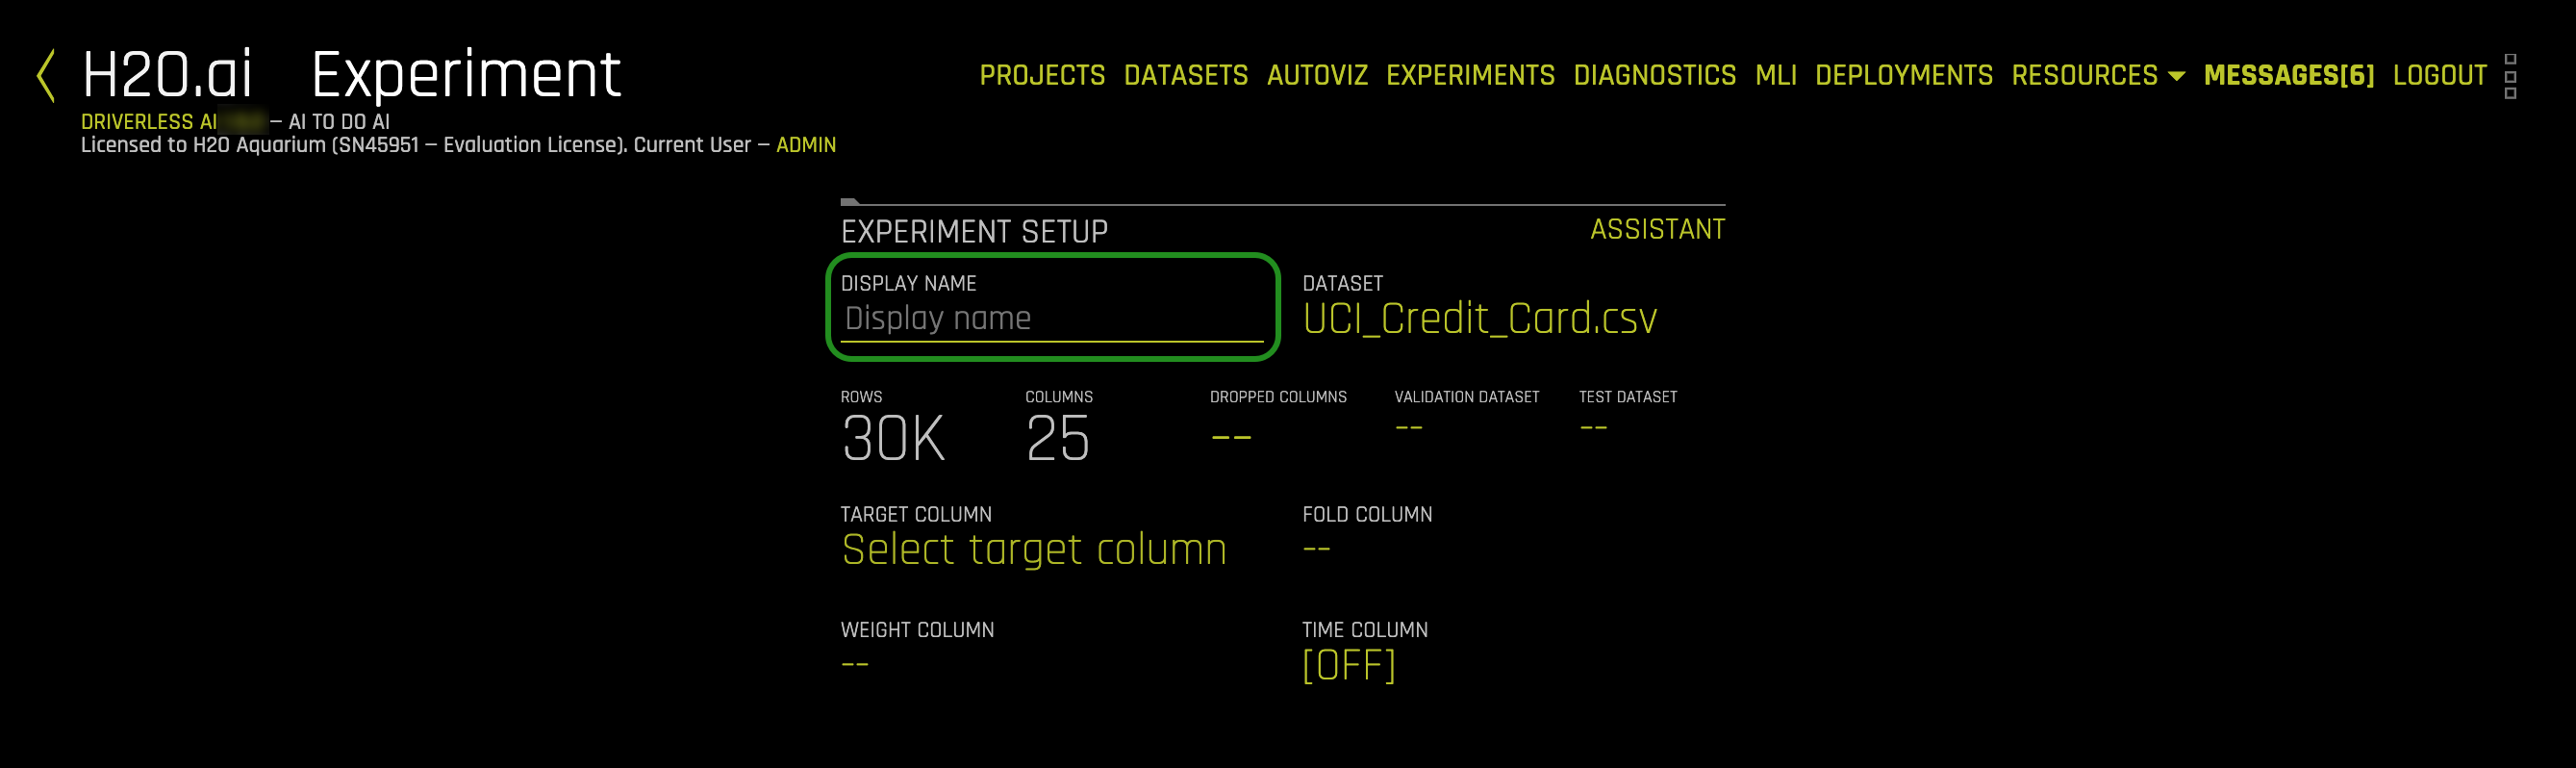 H2O.ai Experiment
PROJECTS DATASETS AUTOVIZ EXPERIMENTS DIAGNOSTICS MLI DEPLOYMENTS RESOURCES MESSAGES[6] LOGOUT
DRIVERLESS AI – AI TO DO AI
Licensed to H2O Aquarium (SN45951 – Evaluation License). Current User – ADMIN
EXPERIMENT SETUP ASSISTANT
DISPLAY NAME DATASET
Display name UCI_Credit_Card.csv
ROWS COLUMNS DROPPED COLUMNS VALIDATION DATASET TEST DATASET
30K 25 -- -- --
TARGET COLUMN FOLD COLUMN
Select target column --
WEIGHT COLUMN TIME COLUMN
-- [OFF]